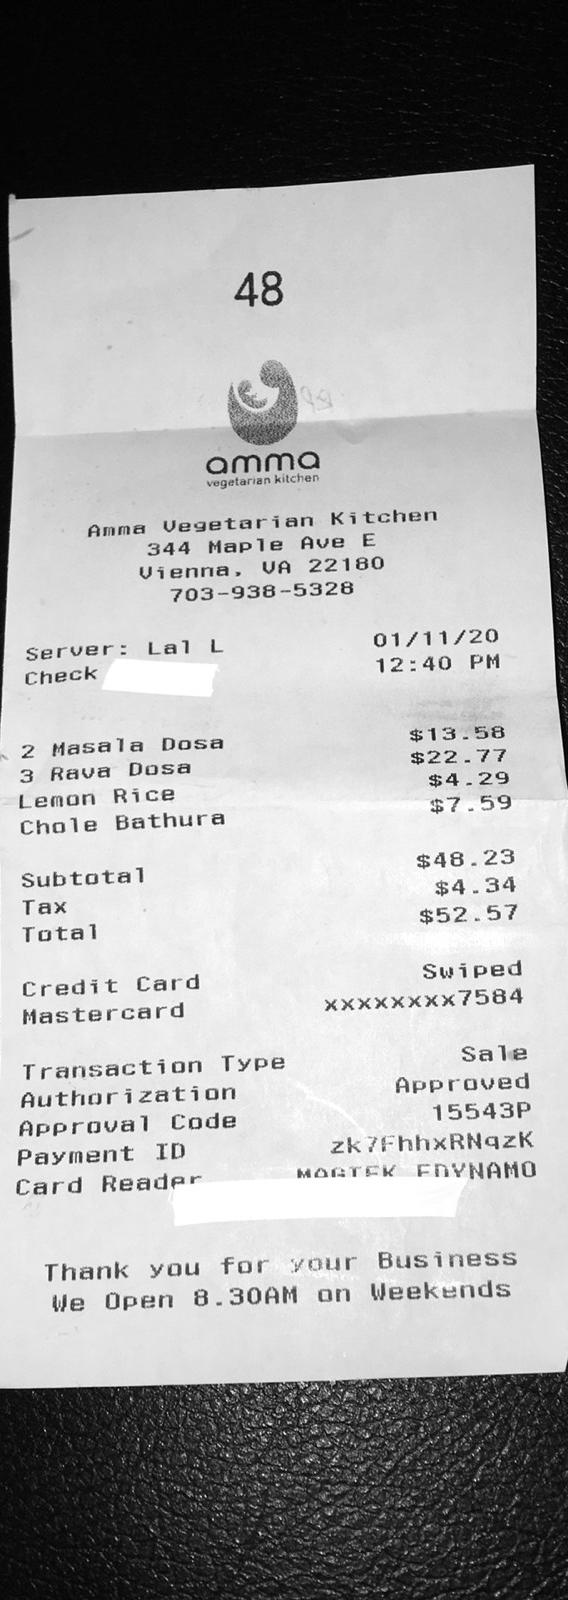 48
amma
vegetarian kitchen
Amma Vegetarian Kitchen
344 Maple Ave E
Vienna, VA 22180
703-938-5328
Server: Lal L 01/11/20
Check 12:40 PM
2 Masala Dosa $13.58
3 Rava Dosa $22.77
Lemon Rice $4.29
Chole Bathura $7.59
Subtotal $48.23
Tax $4.34
Total $52.57
Credit Card Swiped
Mastercard xxxxxxxx7584
Transaction Type Sale
Authorization Approved
Approval Code 15543P
Payment ID zk7FhhxRNqzK
Card Reader MAGTEK EDYNAMO
Thank you for your Business
We Open 8.30AM on Weekends